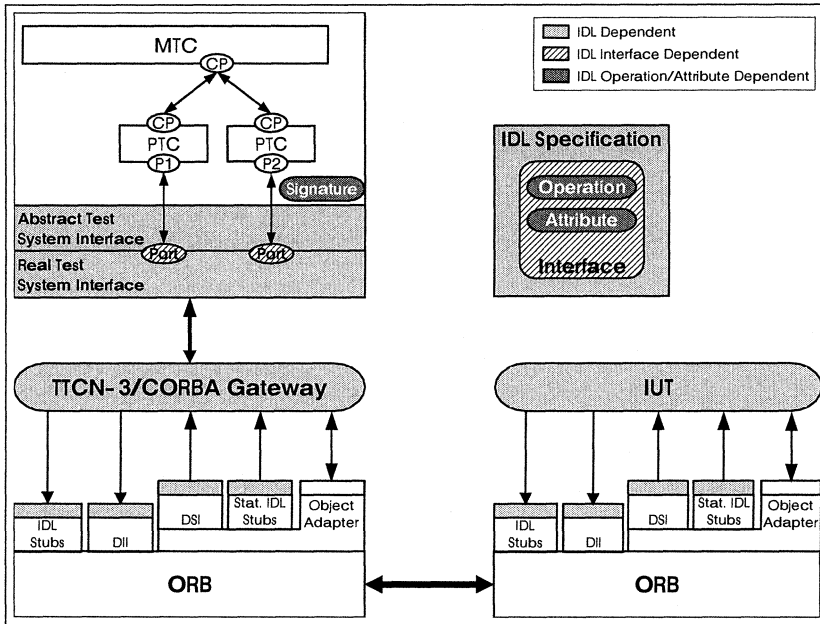 MTC
CP
CP
CP
PTC
PTC
P1
P2
Signature
Abstract Test
System Interface
Port
Port
Real Test
System Interface
IDL Dependent
IDL Interface Dependent
IDL Operation/Attribute Dependent
IDL Specification
Operation
Attribute
Interface
TTCN-3/CORBA Gateway
IUT
IDL
Stubs
DII
DSI
Stat. IDL
Stubs
Object
Adapter
ORB
IDL
Stubs
DII
DSI
Stat. IDL
Stubs
Object
Adapter
ORB